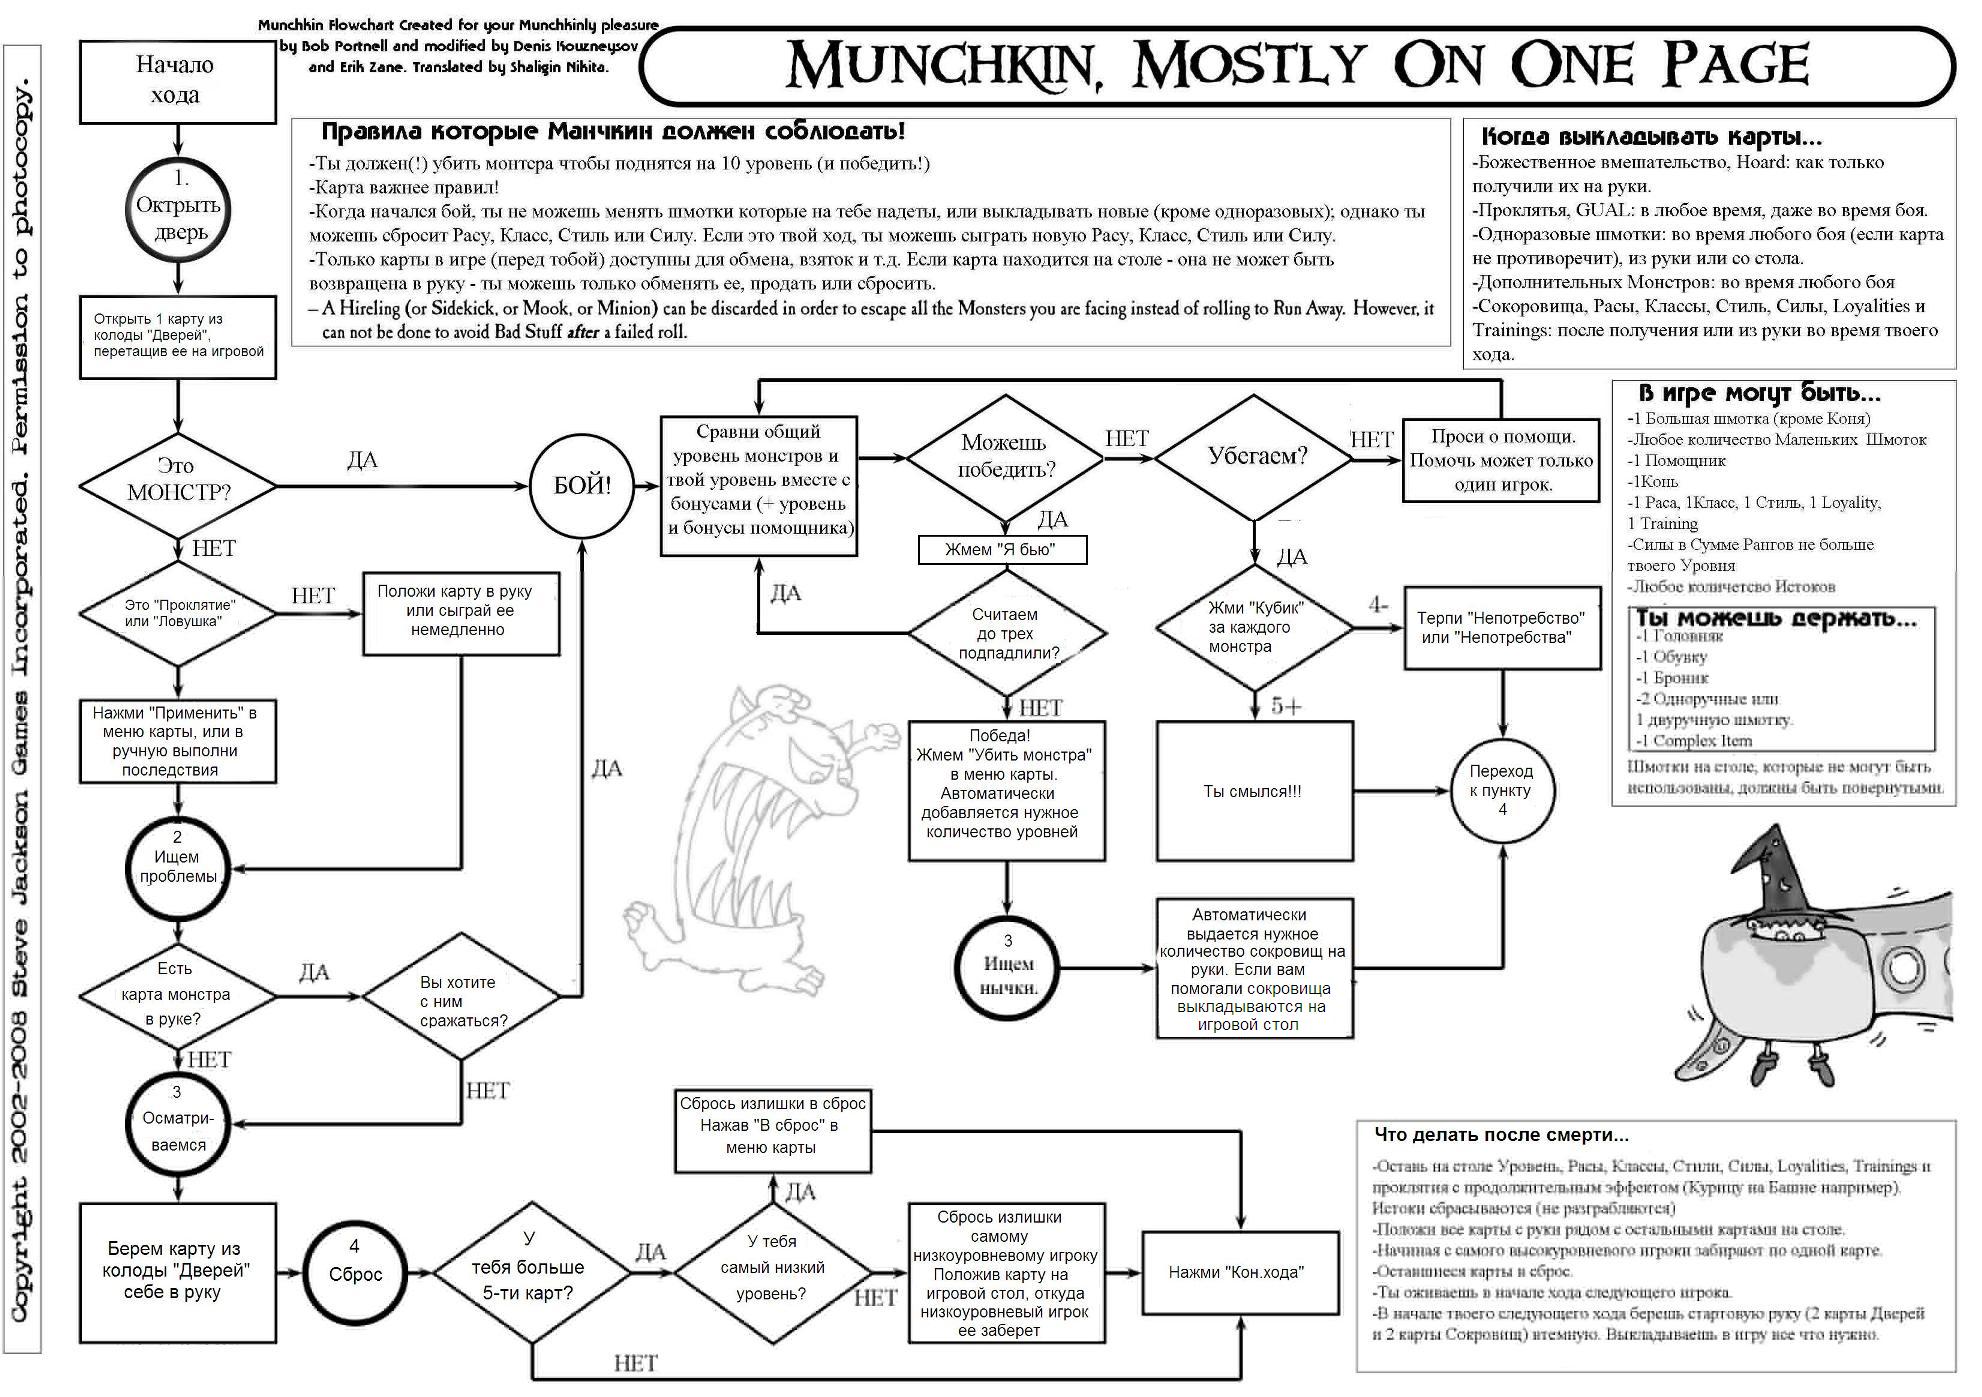 Munchkin Flowchart Created for your Munchkinly pleasure
by Bob Portnell and modified by Denis Kouzneysov
and Erik Zane. Translated by Shaligin Nikita.
MUNCHKIN, MOSTLY ON ONE PAGE
Copyright 2002-2008 Steve Jackson Games Incorporated. Permission to photocopy.
Правила которые Манчкин должен соблюдать!
-Ты должен(!) убить монтсра чтобы поднятся на 10 уровень (и победить!)
-Карта важнее правил!
-Когда начался бой, ты не можешь менять шмотки которые на тебе надеты, или выкладывать новые (кроме одноразовых); однако ты
можешь сбросит Расу, Класс, Стиль или Силу. Если это твой ход, ты можешь сыграть новую Расу, Класс, Стиль или Силу.
-Только карты в игре (перед тобой) доступны для обмена, взяток и т.д. Если карта находится на столе - она не может быть
возвращена в руку - ты можешь только обменять ее, продать или сбросить.
– A Hireling (or Sidekick, or Mook, or Minion) can be discarded in order to escape all the Monsters you are facing instead of rolling to Run Away. However, it
can not be done to avoid Bad Stuff after a failed roll.
Когда выкладывать карты...
-Божественное вмешательство, Hoard: как только
получили их на руки.
-Проклятья, GUAL: в любое время, даже во время боя.
-Одноразовые шмотки: во время любого боя (если карта
не противоречит), из руки или со стола.
-Дополнительных Монстров: во время любого боя
-Сокоровища, Расы, Классы, Стиль, Силы, Loyalities и
Trainings: после получения или из руки во время твоего
хода.
В игре могут быть...
-1 Большая шмотка (кроме Коня)
-Любое количество Маленьких Шмоток
-1 Помощник
-1Конь
-1 Раса, 1Класс, 1 Стиль, 1 Loyality,
1 Training
-Силы в Сумме Рангов не больше
твоего Уровня
-Любое количетсво Истоков
Ты можешь держать...
-1 Головняк
-1 Обувку
-1 Броник
-2 Одноручные или
1 двуручную шмотку.
-1 Complex Item
Шмотки на столе, которые не могут быть
использованы, должны быть повернутыми.
Начало
хода
1.
Октрыть
дверь
Открыть 1 карту из
колоды "Дверей",
перетащив ее на игровой
Это
МОНСТР?
ДА
НЕТ
БОЙ!
Это "Проклятие"
или "Ловушка"
НЕТ
Положи карту в руку
или сыграй ее
немедленно
Нажми "Применить" в
меню карты, или в
ручную выполни
последствия
2
Ищем
проблемы
Есть
карта монстра
в руке?
ДА
НЕТ
Вы хотите
с ним
сражаться?
ДА
НЕТ
3
Осматри-
ваемся
Берем карту из
колоды "Дверей"
себе в руку
4
Сброс
У
тебя больше
5-ти карт?
ДА
НЕТ
У тебя
самый низкий
уровень?
ДА
НЕТ
Сбрось излишки в сброс
Нажав "В сброс" в
меню карты
Сбрось излишки
самому
низкоуровневому игроку
Положив карту на
игровой стол, откуда
низкоуровневый игрок
ее заберет
Нажми "Кон.хода"
Сравни общий
уровень монстров и
твой уровень вместе с
бонусами (+ уровень
и бонусы помощника)
Можешь
победить?
НЕТ
ДА
Убегаем?
НЕТ
ДА
Проси о помощи.
Помочь может только
один игрок.
Жмем "Я бью"
Считаем
до трех
подпадлили?
ДА
НЕТ
Жми "Кубик"
за каждого
монстра
4-
5+
Терпи "Непотребство"
или "Непотребства"
Победа!
Жмем "Убить монстра"
в меню карты.
Автоматически
добавляется нужное
количество уровней
Ты смылся!!!
Переход
к пункту
4
3
Ищем
нычки.
Автоматически
выдается нужное
количество сокровищ на
руки. Если вам
помогали сокровища
выкладываются на
игровой стол
Что делать после смерти...
-Оставь на столе Уровень, Расы, Классы, Стили, Силы, Loyalities, Trainings и
проклятия с продолжительным эффектом (Курицу на Башне например).
Истоки сбрасываются (не разграбляются)
-Положи все карты с руки рядом с остальными картами на столе.
-Начиная с самого высокуровневого игроки забирают по одной карте.
-Оставшиеся карты в сброс.
-Ты оживаешь в начале хода следующего игрока.
-В начале твоего следующего хода берешь стартовую руку (2 карты Дверей
и 2 карты Сокровищ) втемную. Выкладываешь в игру все что нужно.